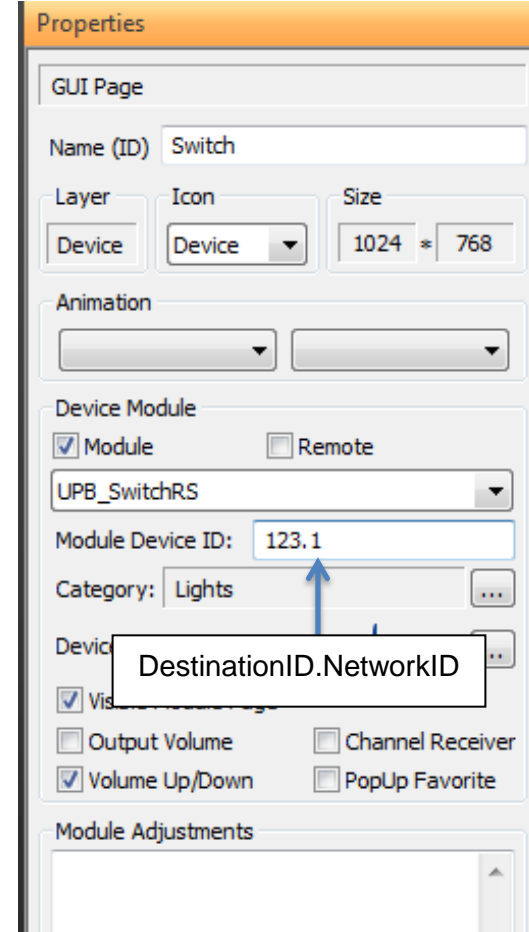 Properties
GUI Page
Name (ID) Switch
Layer Icon Size
Device Device 1024 * 768
Animation
Device Module
Module Remote
UPB_SwitchRS
Module Device ID: 123.1
Category: Lights ...
DestinationID.NetworkID
Output Volume Channel Receiver
Volume Up/Down PopUp Favorite
Module Adjustments